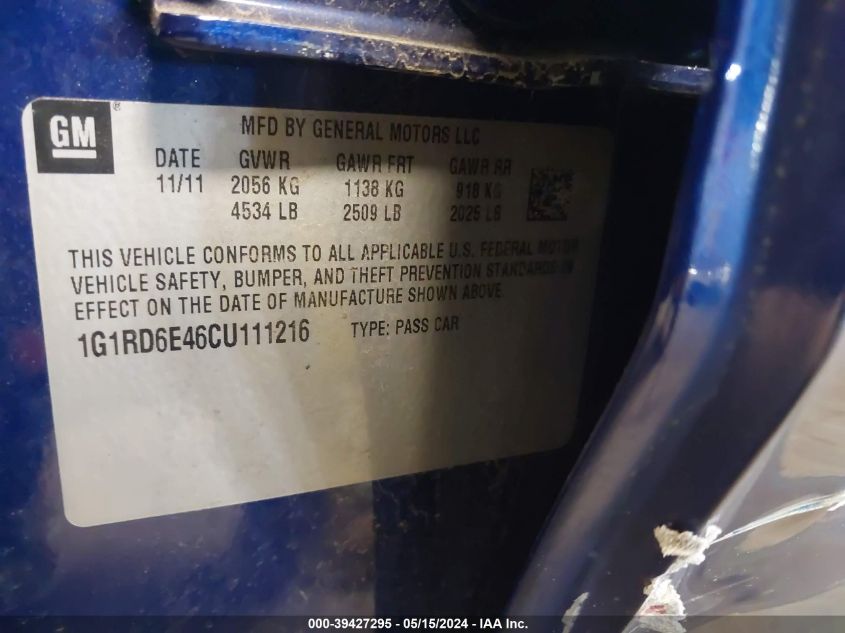 GM ®
MFD BY GENERAL MOTORS LLC
DATE GVWR GAWR FRT GAWR RR
11/11 2056 KG 1138 KG 918 KG
4534 LB 2509 LB 2025 LB
THIS VEHICLE CONFORMS TO ALL APPLICABLE U.S. FEDERAL MOTOR
VEHICLE SAFETY, BUMPER, AND THEFT PREVENTION STANDARDS IN
EFFECT ON THE DATE OF MANUFACTURE SHOWN ABOVE
1G1RD6E46CU111216 TYPE: PASS CAR
000-39427295 - 05/15/2024 - IAA Inc.